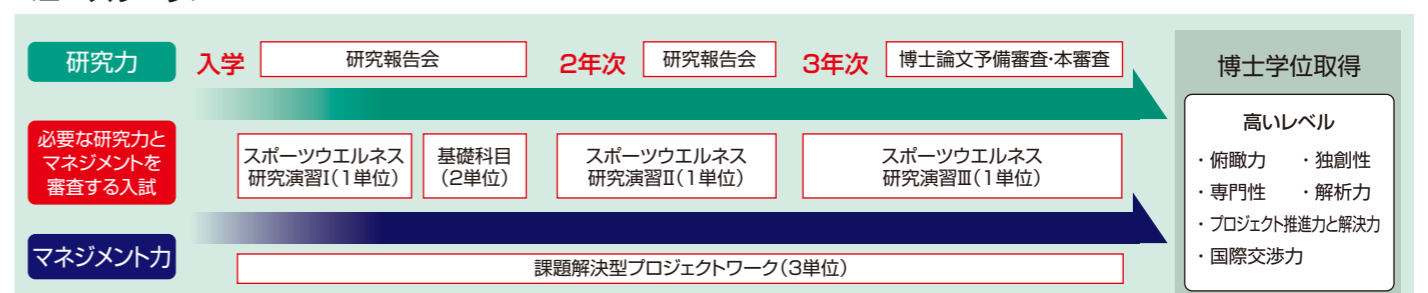 研究力
入学
研究報告会
2年次
研究報告会
3年次
博士論文予備審査・本審査
博士学位取得
必要な研究力と
マネジメントを
審査する入試
スポーツウエルネス
研究演習Ⅰ(1単位)
基礎科目
(2単位)
スポーツウエルネス
研究演習Ⅱ(1単位)
スポーツウエルネス
研究演習Ⅲ(1単位)
マネジメント力
課題解決型プロジェクトワーク(3単位)
高いレベル
・俯瞰力 ・独創性
・専門性 ・解析力
・プロジェクト推進力と解決力
・国際交渉力